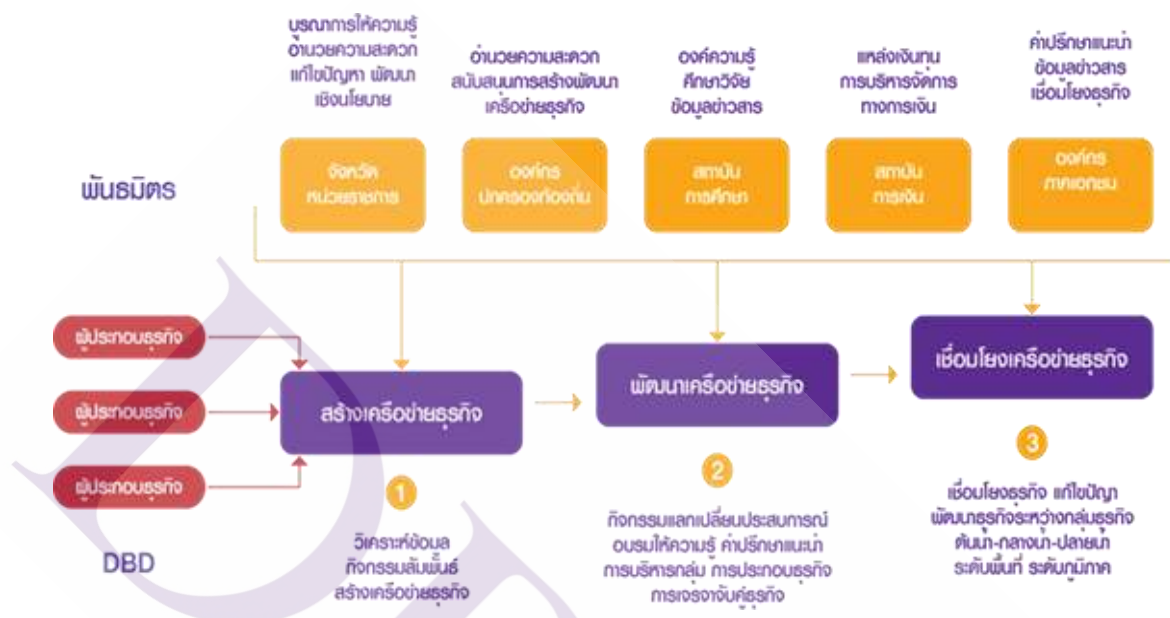 บูรณาการให้ความรู้
อำนวยความสะดวก
แก้ไขปัญหา พัฒนา
เชิงนโยบาย
อำนวยความสะดวก
สนับสนุนการสร้างพัฒนา
เครือข่ายธุรกิจ
องค์ความรู้
ศึกษาวิจัย
ข้อมูลข่าวสาร
แหล่งเงินทุน
การบริหารจัดการ
ทางการเงิน
คำปรึกษาแนะนำ
ข้อมูลข่าวสาร
เชื่อมโยงธุรกิจ
พันธมิตร
จังหวัด
หน่วยราชการ
องค์กร
ปกครองท้องถิ่น
สถาบัน
การศึกษา
สถาบัน
การเงิน
องค์กร
ภาคเอกชน
ผู้ประกอบธุรกิจ
ผู้ประกอบธุรกิจ
ผู้ประกอบธุรกิจ
DBD
สร้างเครือข่ายธุรกิจ
1
วิเคราะห์ข้อมูล
กิจกรรมสัมพันธ์
สร้างเครือข่ายธุรกิจ
พัฒนาเครือข่ายธุรกิจ
2
กิจกรรมแลกเปลี่ยนประสบการณ์
อบรมให้ความรู้ คำปรึกษาแนะนำ
การบริหารกลุ่ม การประกอบธุรกิจ
การเจรจาจับคู่ธุรกิจ
เชื่อมโยงเครือข่ายธุรกิจ
3
เชื่อมโยงธุรกิจ แก้ไขปัญหา
พัฒนาธุรกิจระหว่างกลุ่มธุรกิจ
ต้นน้ำ-กลางน้ำ-ปลายน้ำ
ระดับพื้นที่ ระดับภูมิภาค